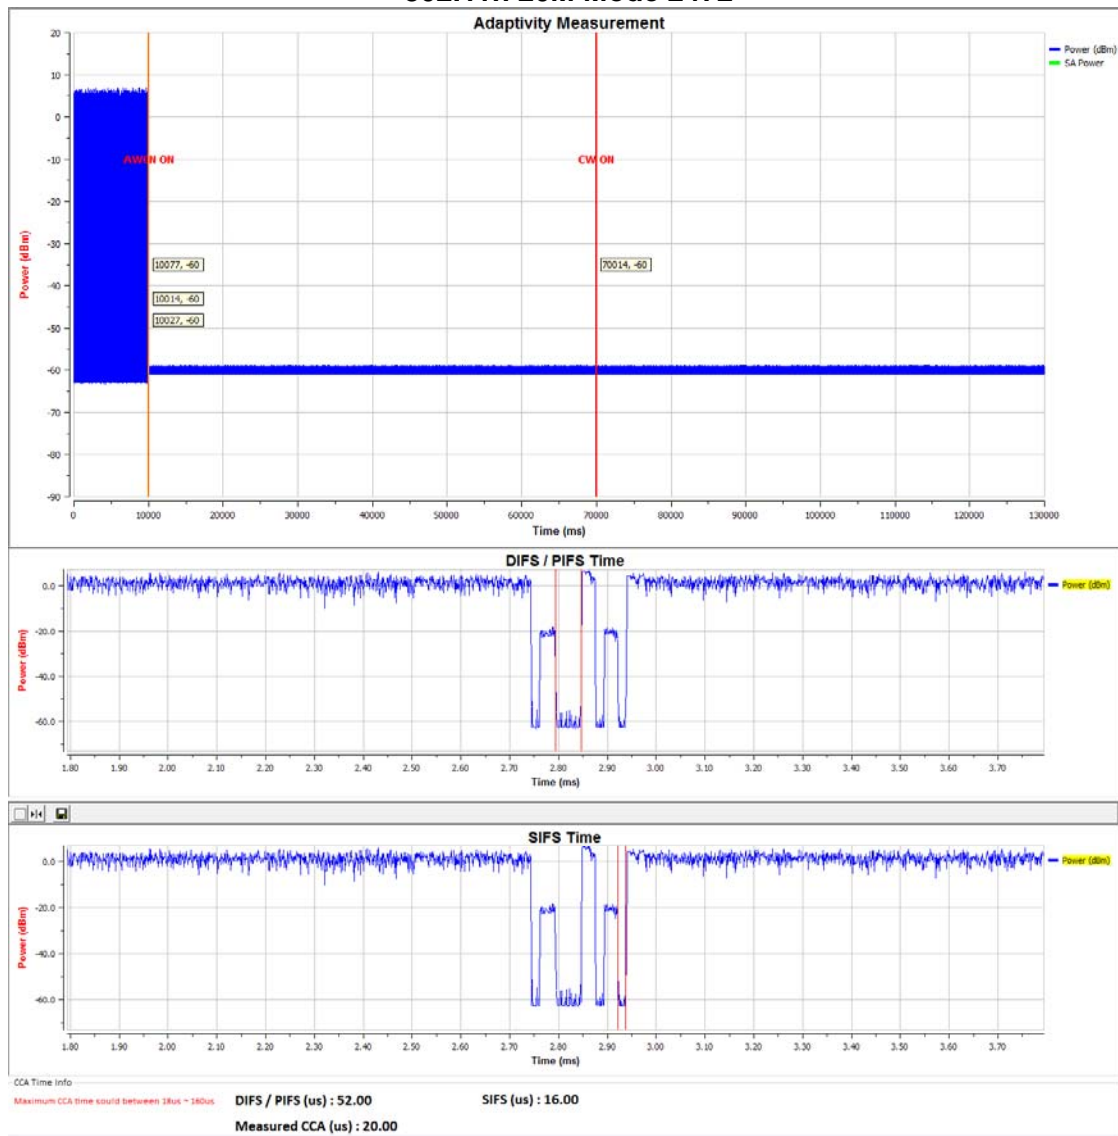 Adaptivity Measurement
20
10
0
-10
-20
-30
-40
-50
-60
-70
-80
-90
Power (dBm)
Power (dBm)
SA Power
ON
CW ON
10077, -60
10014, -60
10027, -60
70014, -60
0 10000 20000 30000 40000 50000 60000 70000 80000 90000 100000 110000 120000 130000
Time (ms)
DIFS / PIFS Time
0.0
-20.0
-40.0
-60.0
Power (dBm)
Power (dBm)
1.80 1.90 2.00 2.10 2.20 2.30 2.40 2.50 2.60 2.70 2.80 2.90 3.00 3.10 3.20 3.30 3.40 3.50 3.60 3.70
Time (ms)
SIFS Time
0.0
-20.0
-40.0
-60.0
Power (dBm)
Power (dBm)
1.80 1.90 2.00 2.10 2.20 2.30 2.40 2.50 2.60 2.70 2.80 2.90 3.00 3.10 3.20 3.30 3.40 3.50 3.60 3.70
Time (ms)
CCA Time Info
Maximum CCA time sould between 18us ~ 160us DIFS / PIFS (us) : 52.00 SIFS (us) : 16.00
Measured CCA (us) : 20.00